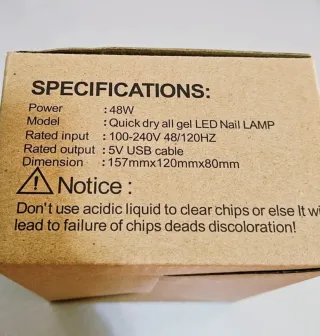 SPECIFICATIONS:
Power : 48W
Model : Quick dry all gel LED Nail LAMP
Rated input : 100-240V 48/120HZ
Rated output : 5V USB cable
Dimension : 157mmx120mmx80mm
Notice :
Don't use acidic liquid to clear chips or else It wi
lead to failure of chips deads discoloration!